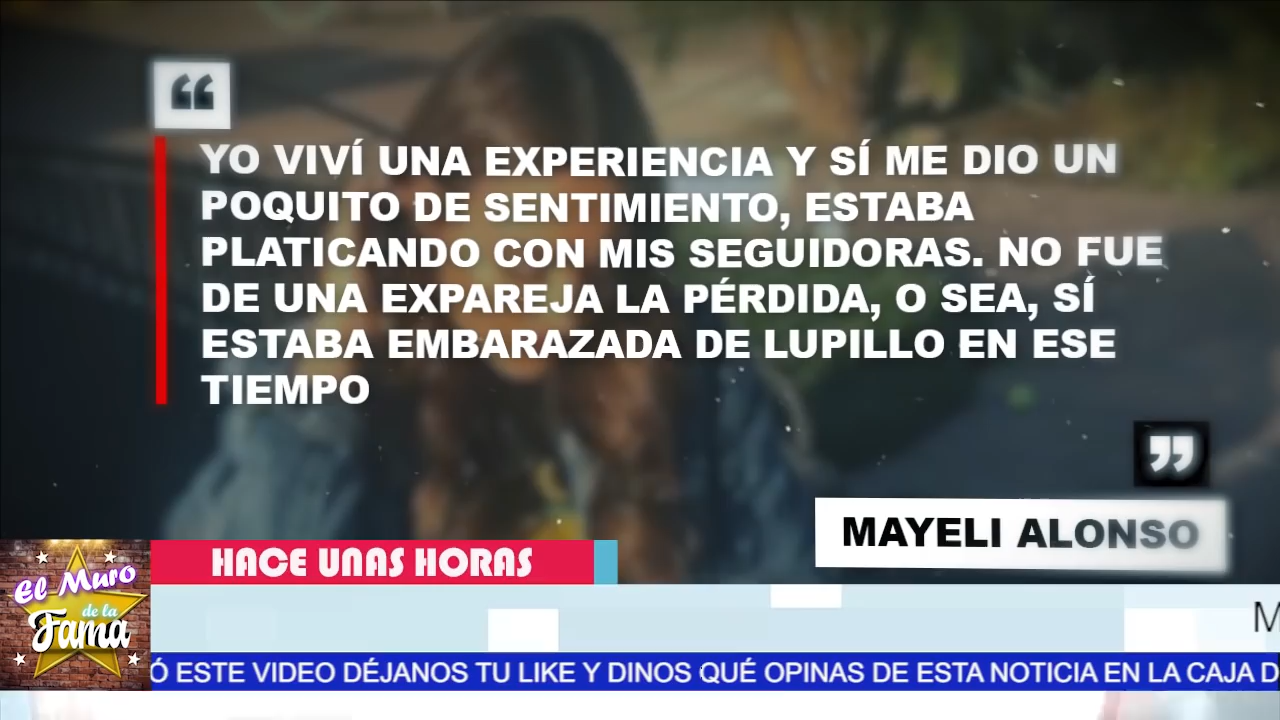 YO VIVÍ UNA EXPERIENCIA Y SÍ ME DIO UN
POQUITO DE SENTIMIENTO, ESTABA
PLATICANDO CON MIS SEGUIDORAS. NO FUE
DE UNA EXPAREJA LA PÉRDIDA, O SEA, SÍ
ESTABA EMBARAZADA DE LUPILLO EN ESE
TIEMPO
MAYELI ALONSO
HACE UNAS HORAS
El Muro
de la
Fama
M
Ó ESTE VIDEO DÉJANOS TU LIKE Y DINOS QUÉ OPINAS DE ESTA NOTICIA EN LA CAJA D